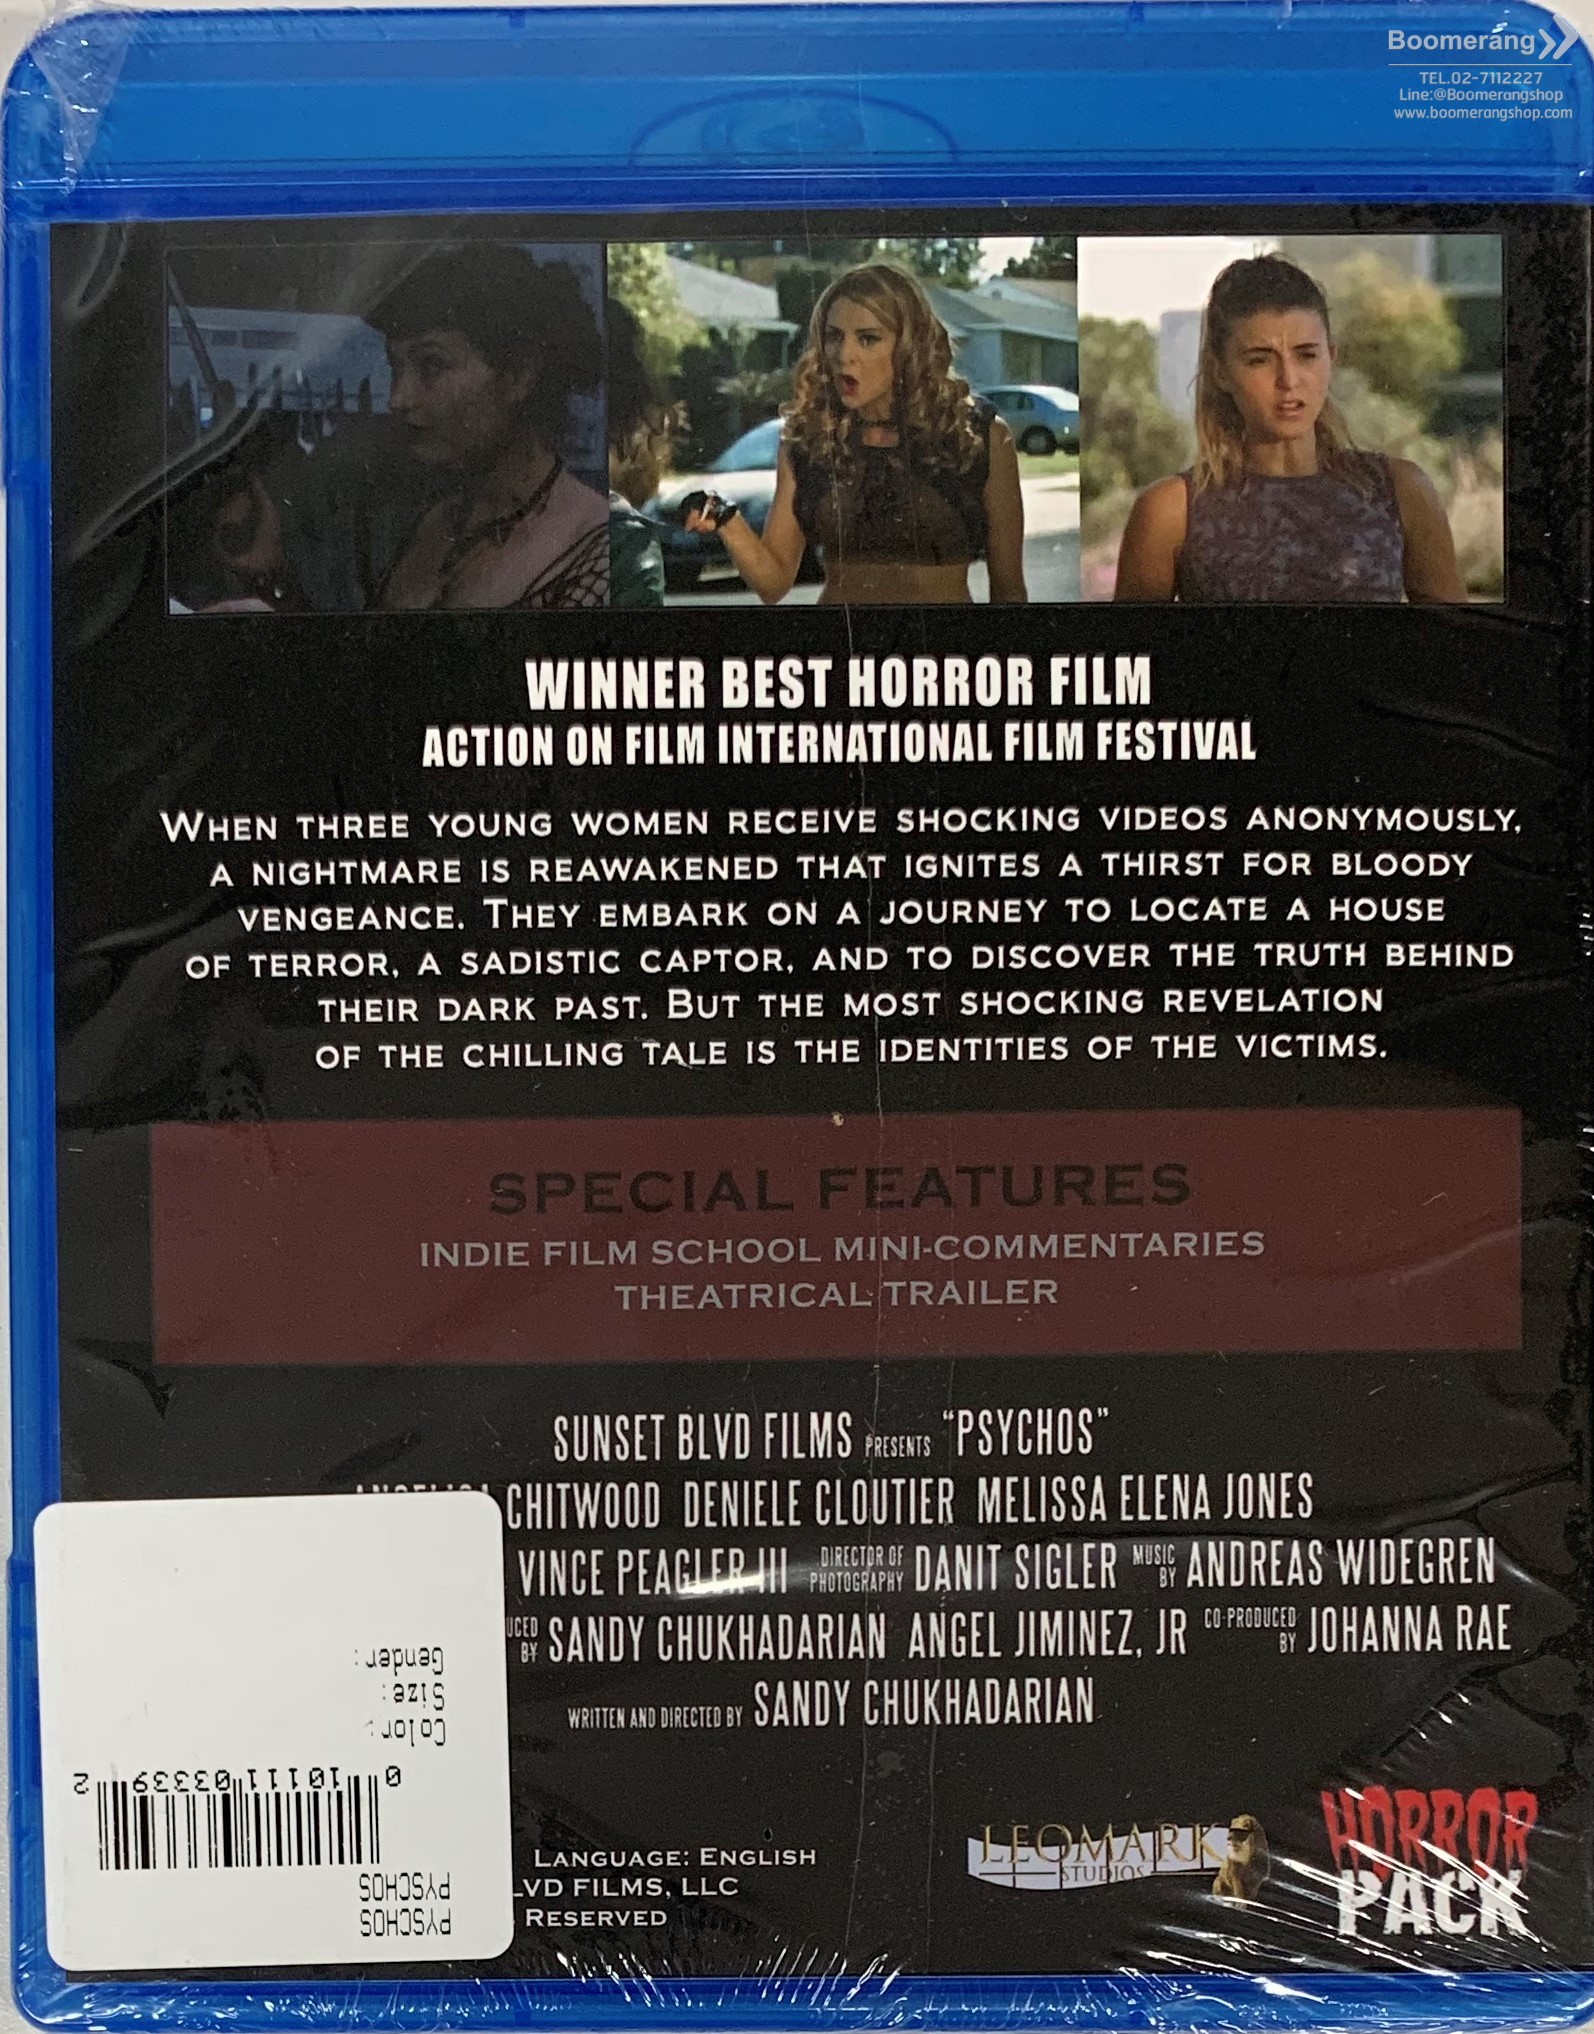 Boomerang
TEL.02-7112227
Line:@Boomerangshop
www.boomerangshop.com
WINNER BEST HORROR FILM
ACTION ON FILM INTERNATIONAL FILM FESTIVAL
WHEN THREE YOUNG WOMEN RECEIVE SHOCKING VIDEOS ANONYMOUSLY,
A NIGHTMARE IS REAWAKENED THAT IGNITES A THIRST FOR BLOODY
VENGEANCE. THEY EMBARK ON A JOURNEY TO LOCATE A HOUSE
OF TERROR, A SADISTIC CAPTOR, AND TO DISCOVER THE TRUTH BEHIND
THEIR DARK PAST. BUT THE MOST SHOCKING REVELATION
OF THE CHILLING TALE IS THE IDENTITIES OF THE VICTIMS.
SPECIAL FEATURES
INDIE FILM SCHOOL MINI-COMMENTARIES
THEATRICAL TRAILER
SUNSET BLVD FILMS PRESENTS "PSYCHOS"
CHITWOOD DENIELE CLOUTIER MELISSA ELENA JONES
VINCE PEAGLER III DIRECTOR OF PHOTOGRAPHY DANIT SIGLER MUSIC BY ANDREAS WIDEGREN
BY SANDY CHUKHADARIAN ANGEL JIMINEZ, JR CO-PRODUCED BY JOHANNA RAE
WRITTEN AND DIRECTED BY SANDY CHUKHADARIAN
LANGUAGE: ENGLISH
LVD FILMS, LLC
RESERVED
LEOMARK
STUDIOS
HORROR
PACK
PYSCHOS
PYSCHOS
0 10111 03339 2
Color:
Size:
Gender: